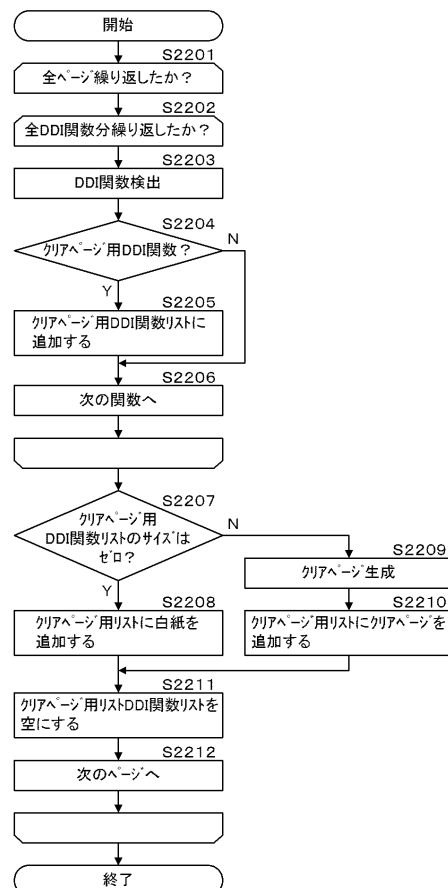 開始
S2201
全ﾍﾟｰｼﾞ繰り返したか？
S2202
全DDI関数分繰り返したか？
S2203
DDI関数検出
S2204
ｸﾘｱﾍﾟｰｼﾞ用DDI関数？
N
Y
S2205
ｸﾘｱﾍﾟｰｼﾞ用DDI関数ﾘｽﾄに
追加する
S2206
次の関数へ
S2207
ｸﾘｱﾍﾟｰｼﾞ用
DDI関数ﾘｽﾄのｻｲｽﾞは
ｾﾞﾛ？
N
Y
S2209
ｸﾘｱﾍﾟｰｼﾞ生成
S2208
ｸﾘｱﾍﾟｰｼﾞ用ﾘｽﾄに白紙を
追加する
S2210
ｸﾘｱﾍﾟｰｼﾞ用ﾘｽﾄにｸﾘｱﾍﾟｰｼﾞを
追加する
S2211
ｸﾘｱﾍﾟｰｼﾞ用ﾘｽﾄDDI関数ﾘｽﾄを
空にする
S2212
次のﾍﾟｰｼﾞへ
終了